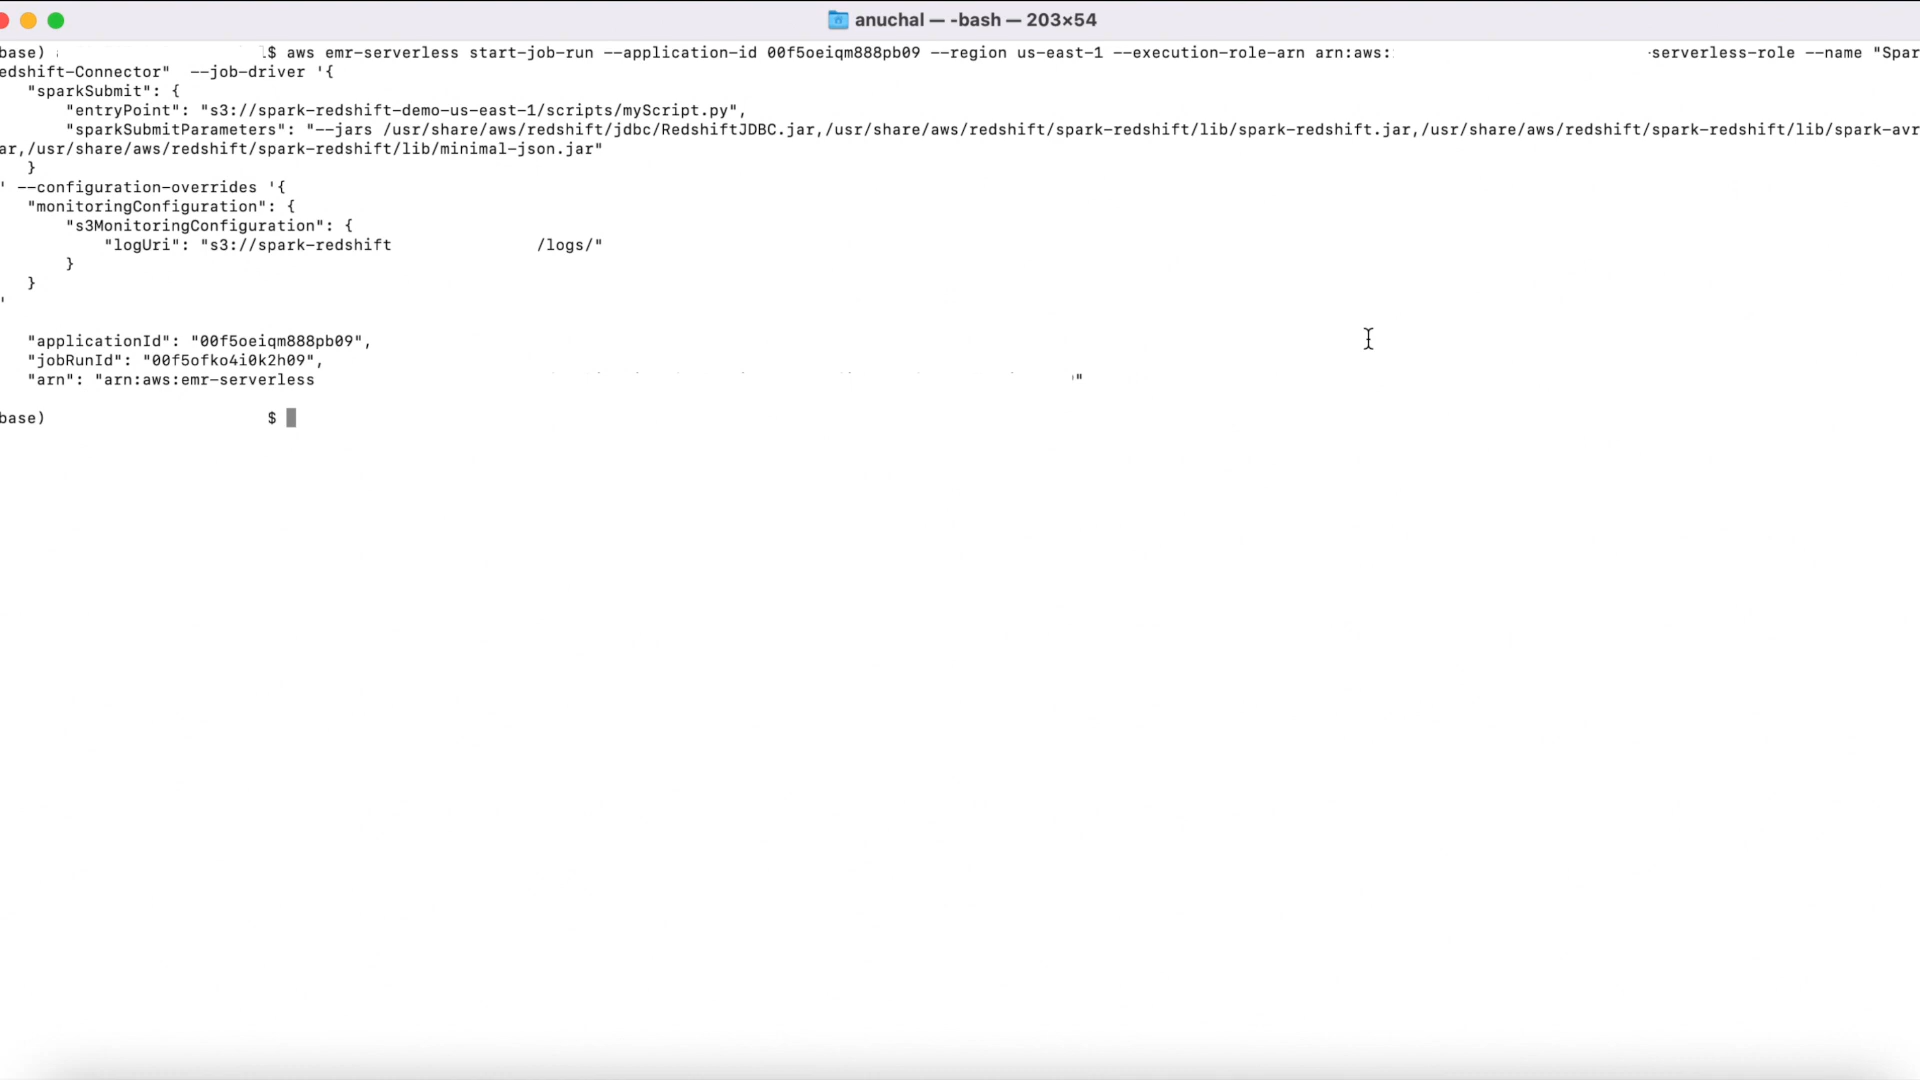 anuchal — -bash — 203×54
base) $ aws emr-serverless start-job-run --application-id 00f5oeiqm888pb09 --region us-east-1 --execution-role-arn arn:aws: -serverless-role --name "Spar
edshift-Connector"  --job-driver '{
"sparkSubmit": {
"entryPoint": "s3://spark-redshift-demo-us-east-1/scripts/myScript.py",
"sparkSubmitParameters": "--jars /usr/share/aws/redshift/jdbc/RedshiftJDBC.jar,/usr/share/aws/redshift/spark-redshift/lib/spark-redshift.jar,/usr/share/aws/redshift/spark-redshift/lib/spark-avr
ar,/usr/share/aws/redshift/spark-redshift/lib/minimal-json.jar"
}
' --configuration-overrides '{
"monitoringConfiguration": {
"s3MonitoringConfiguration": {
"logUri": "s3://spark-redshift /logs/"
}
}
'
"applicationId": "00f5oeiqm888pb09",
"jobRunId": "00f5ofko4i0k2h09",
"arn": "arn:aws:emr-serverless "
base) $